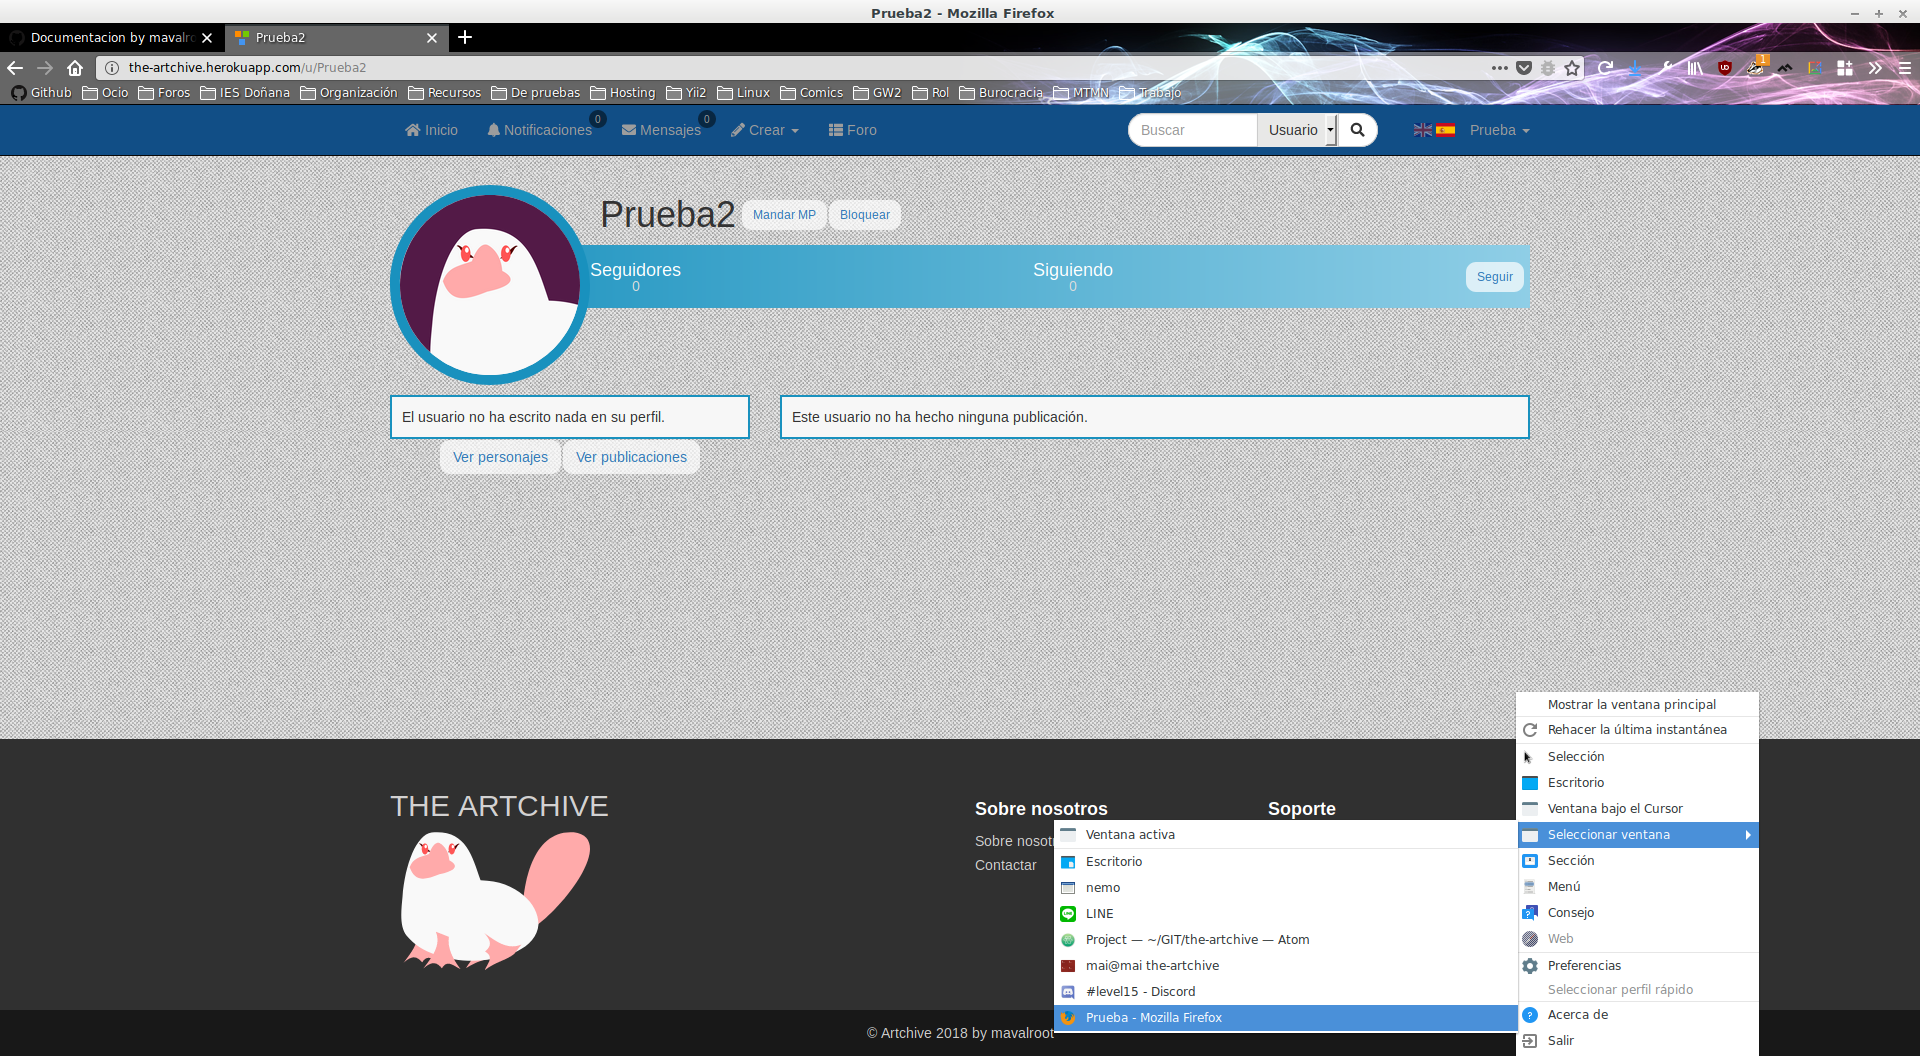 Prueba2 - Mozilla Firefox
Documentacion by mavalro
Prueba2
the-artchive.herokuapp.com/u/Prueba2
1
Github Ocio Foros IES Doñana Organización Recursos De pruebas Hosting Yii2 Linux Comics GW2 Rol Burocracia MTMN Trabajo
Inicio Notificaciones 0 Mensajes 0 Crear Foro Buscar Usuario Prueba
Prueba2 Mandar MP Bloquear
Seguidores Siguiendo
0 0 Seguir
El usuario no ha escrito nada en su perfil.
Este usuario no ha hecho ninguna publicación.
Ver personajes Ver publicaciones
THE ARTCHIVE
Sobre nosotros
Sobre nosot
Contactar
Soporte
© Artchive 2018 by mavalroot
Mostrar la ventana principal
Rehacer la última instantánea
Selección
Escritorio
Ventana bajo el Cursor
Seleccionar ventana
Sección
Menú
Consejo
Web
Preferencias
Seleccionar perfil rápido
Acerca de
Salir
Ventana activa
Escritorio
nemo
LINE
Project — ~/GIT/the-artchive — Atom
mai@mai the-artchive
#level15 - Discord
Prueba - Mozilla Firefox